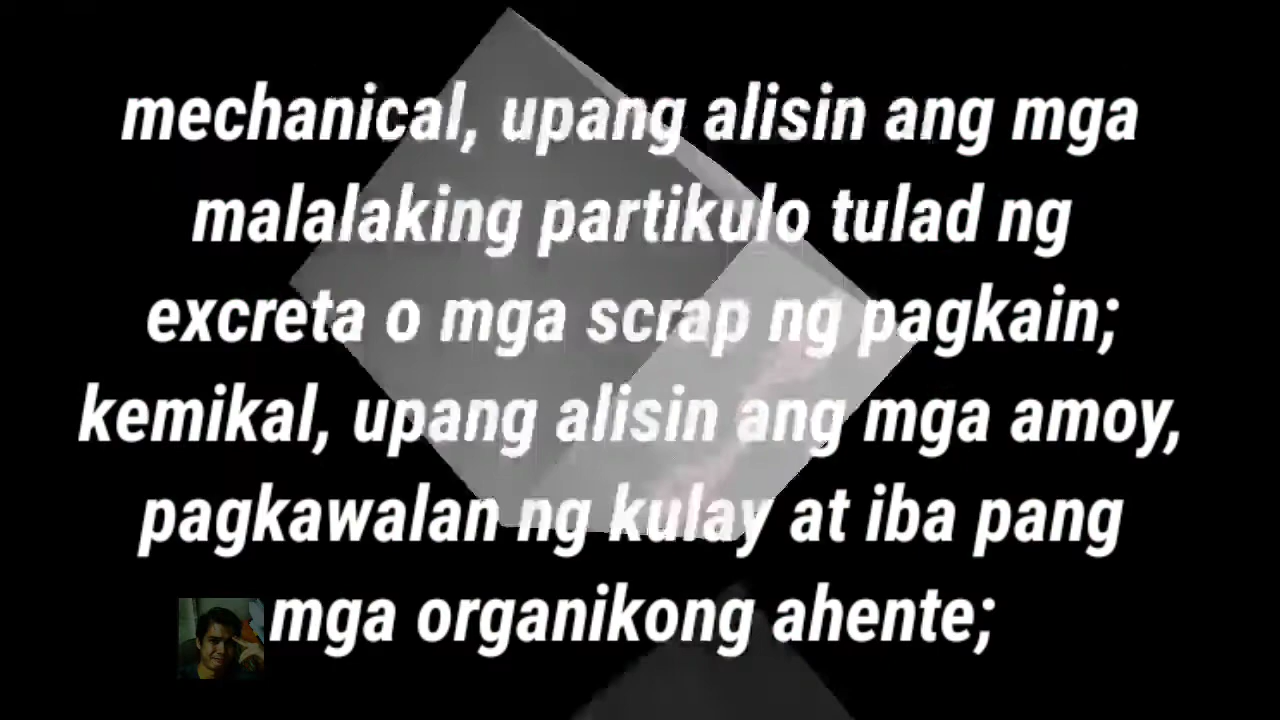 mechanical, upang alisin ang mga
malalaking partikulo tulad ng
excreta o mga scrap ng pagkain;
kemikal, upang alisin ang mga amoy,
pagkawalan ng kulay at iba pang
mga organikong ahente;